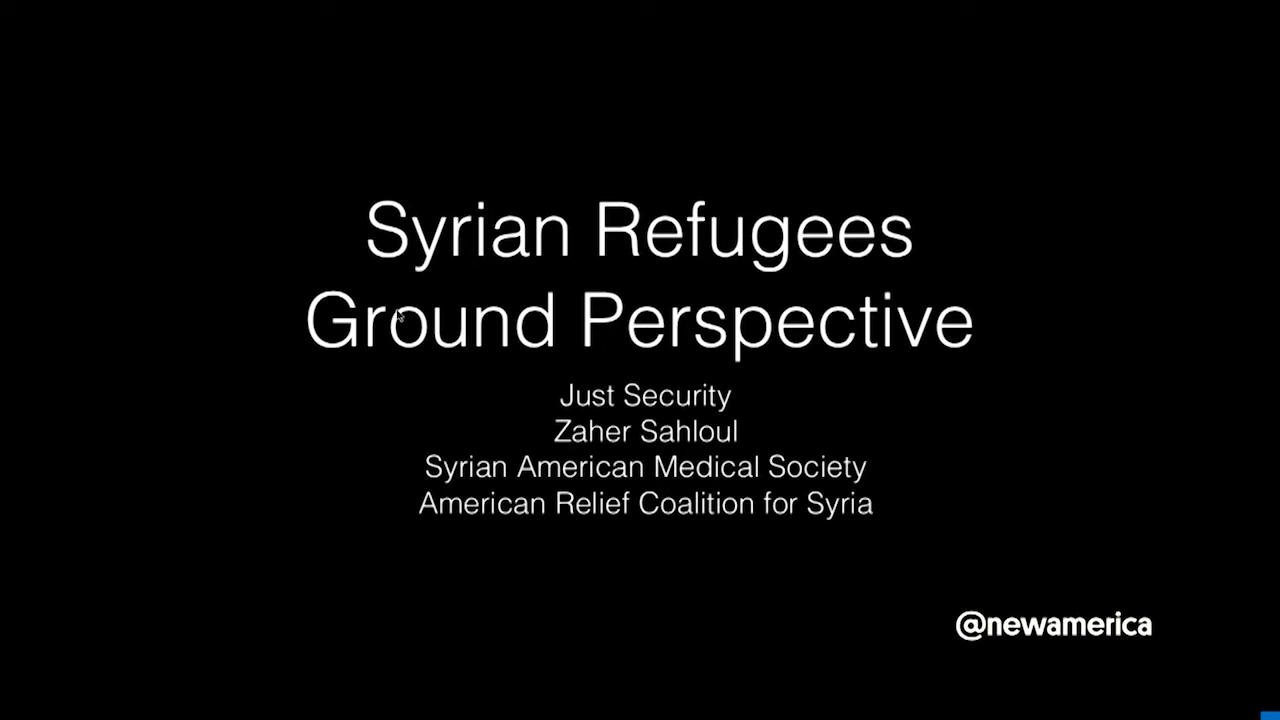 Syrian Refugees
Ground Perspective
Just Security
Zaher Sahloul
Syrian American Medical Society
American Relief Coalition for Syria
@newamerica